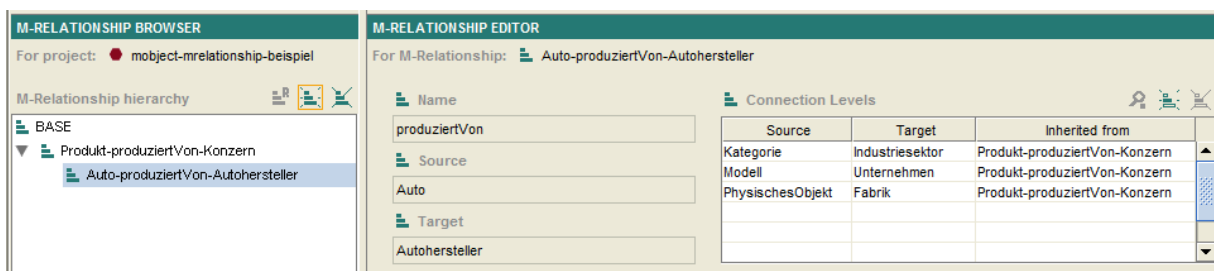 M-RELATIONSHIP BROWSER
For project: mobject-mrelationship-beispiel
M-Relationship hierarchy
R
BASE
Produkt-produziertVon-Konzern
Auto-produziertVon-Autohersteller
M-RELATIONSHIP EDITOR
For M-Relationship: Auto-produziertVon-Autohersteller
Name
produziertVon
Source
Auto
Target
Autohersteller
Connection Levels
Source Target Inherited from
Kategorie Industriesektor Produkt-produziertVon-Konzern
Modell Unternehmen Produkt-produziertVon-Konzern
PhysischesObjekt Fabrik Produkt-produziertVon-Konzern